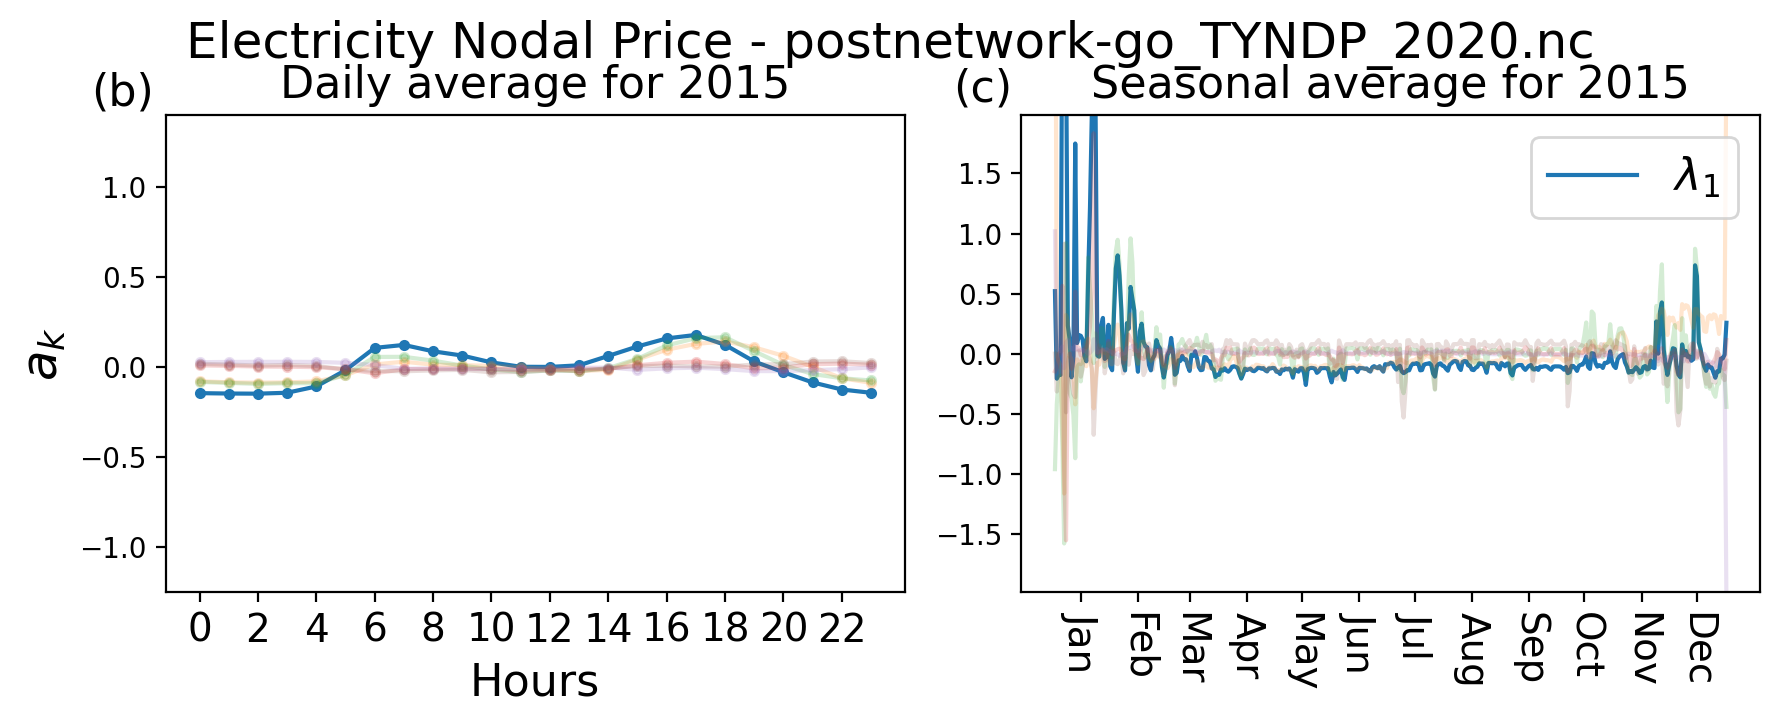 Electricity Nodal Price - postnetwork-go_TYNDP_2020.nc
(b) Daily average for 2015
1.0
0.5
0.0
−0.5
−1.0
a_k
0 2 4 6 8 10 12 14 16 18 20 22
Hours
(c) Seasonal average for 2015
λ₁
1.5
1.0
0.5
0.0
−0.5
−1.0
−1.5
Jan Feb Mar Apr May Jun Jul Aug Sep Oct Nov Dec